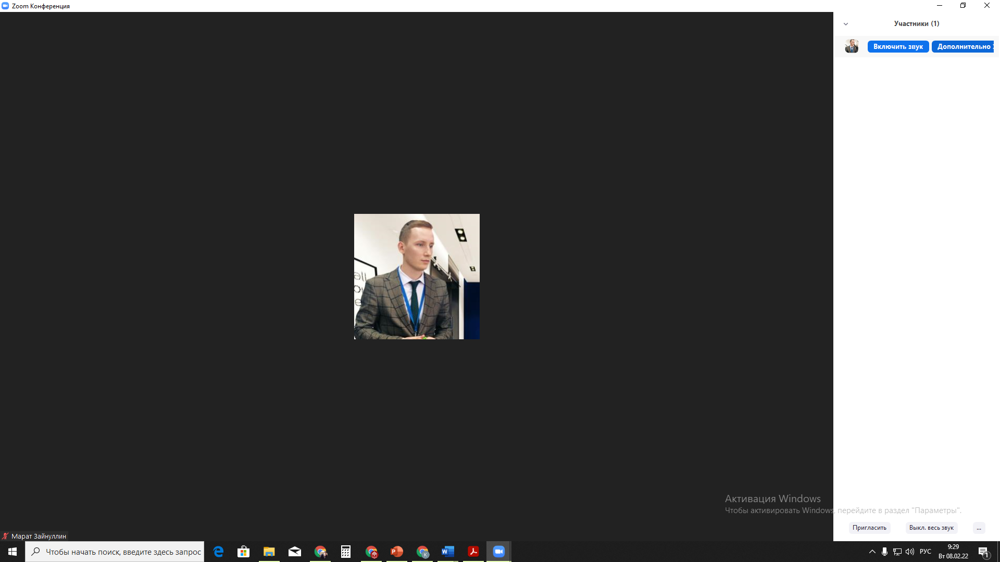 Zoom Конференция
Участники (1)
Включить звук
Дополнительно
Активация Windows
Чтобы активировать Windows, перейдите в раздел "Параметры".
Пригласить
Выкл. весь звук
...
Марат Зайнуллин
Чтобы начать поиск, введите здесь запрос
РУС
9:29
Вт 08.02.22
1